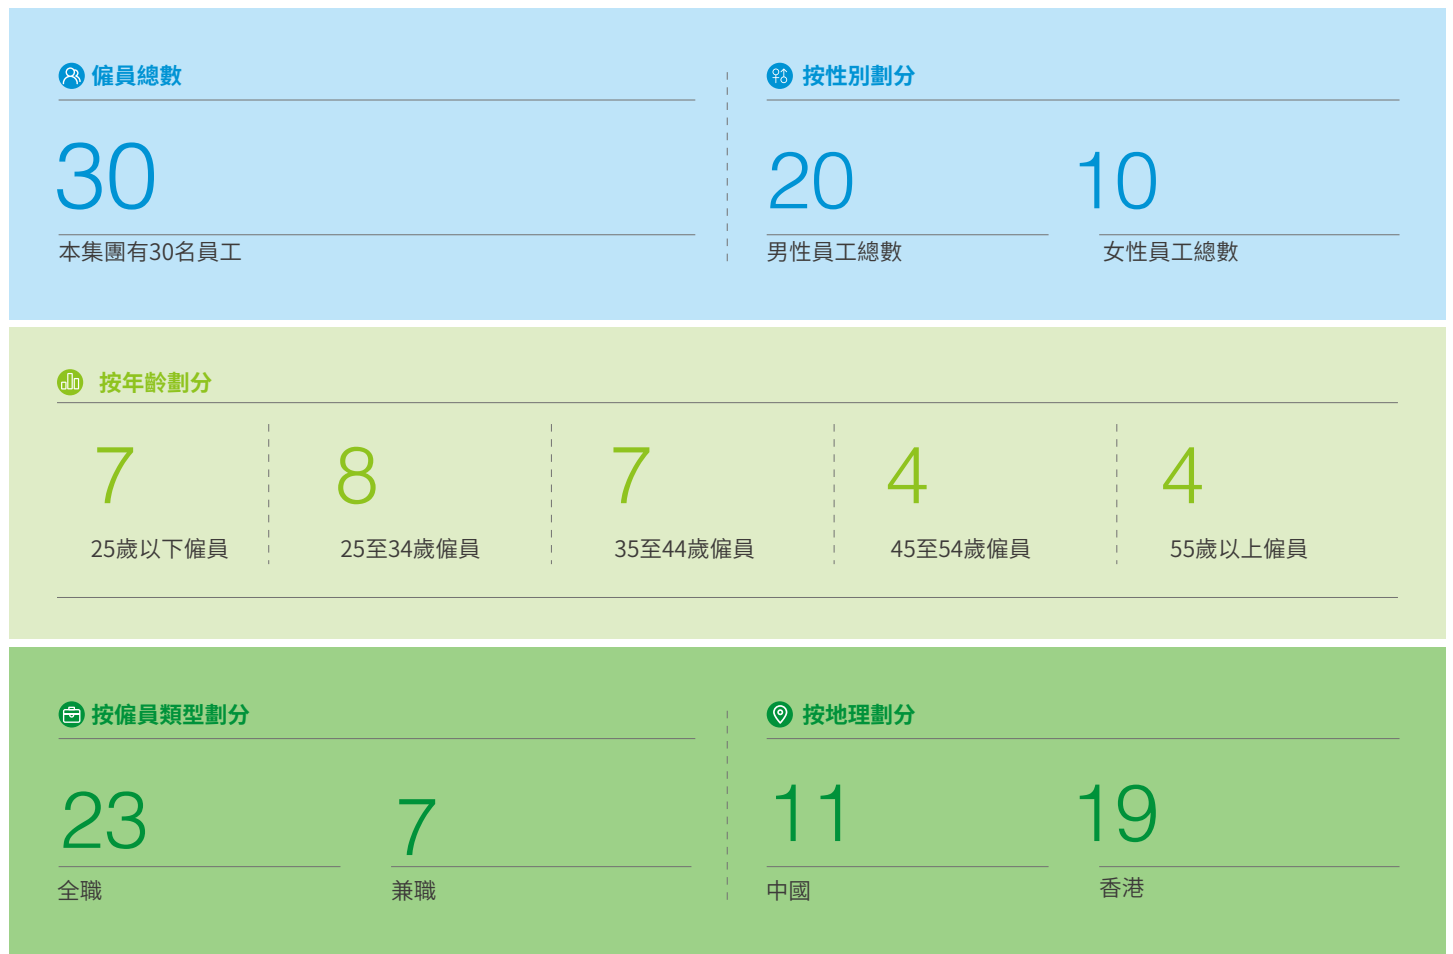 僱員總數
30
本集團有30名員工
按性別劃分
20
男性員工總數
10
女性員工總數
按年齡劃分
7
25歲以下僱員
8
25至34歲僱員
7
35至44歲僱員
4
45至54歲僱員
4
55歲以上僱員
按僱員類型劃分
23
全職
7
兼職
按地理劃分
11
中國
19
香港